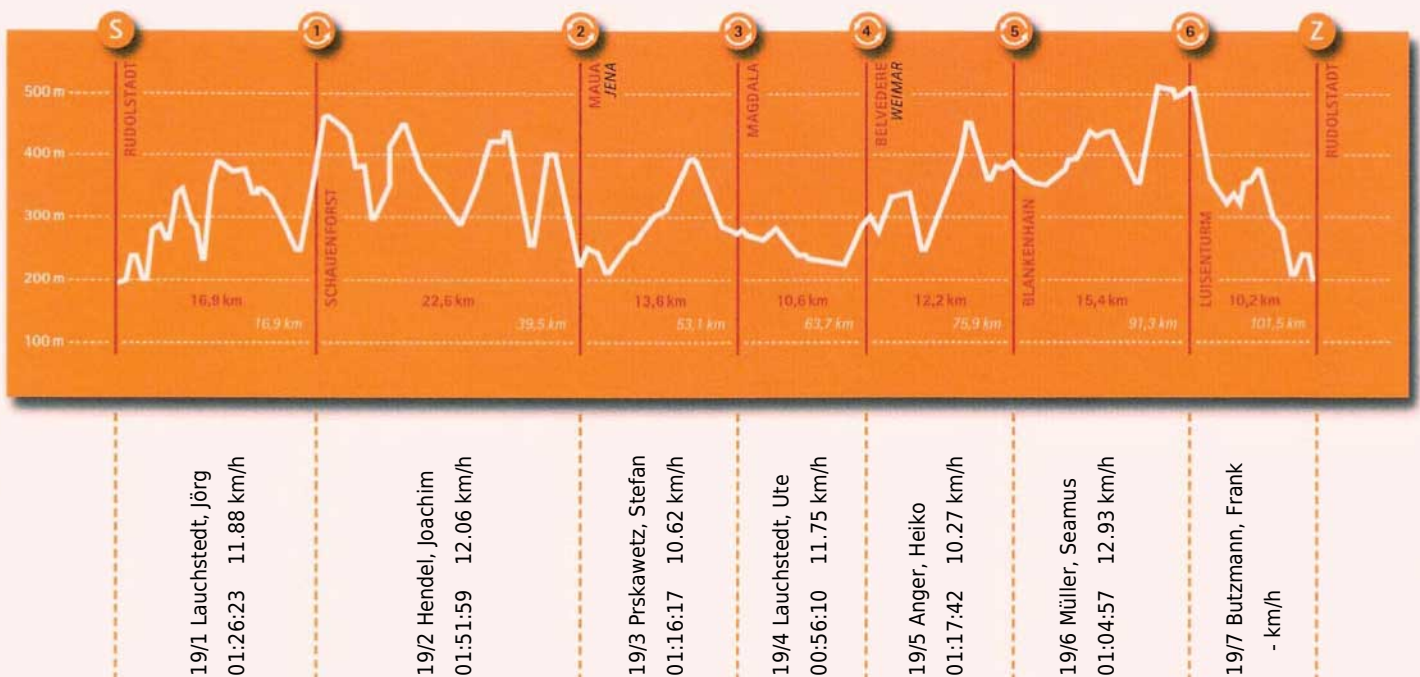 S
1
2
3
4
5
6
Z
500 m
400 m
300 m
200 m
100 m
RUDOLSTADT
SCHAUENFORST
MAUA
JENA
MAGDALA
BELVEDERE
WEIMAR
BLANKENHAIN
LUISENTURM
RUDOLSTADT
16,9 km
22,6 km
13,6 km
10,6 km
12,2 km
15,4 km
10,2 km
16,9 km
39,5 km
53,1 km
63,7 km
75,9 km
91,3 km
101,5 km
19/1 Lauchstedt, Jörg
01:26:23 11.88 km/h
19/2 Hendel, Joachim
01:51:59 12.06 km/h
19/3 Prskawetz, Stefan
01:16:17 10.62 km/h
19/4 Lauchstedt, Ute
00:56:10 11.75 km/h
19/5 Anger, Heiko
01:17:42 10.27 km/h
19/6 Müller, Seamus
01:04:57 12.93 km/h
19/7 Butzmann, Frank
- km/h